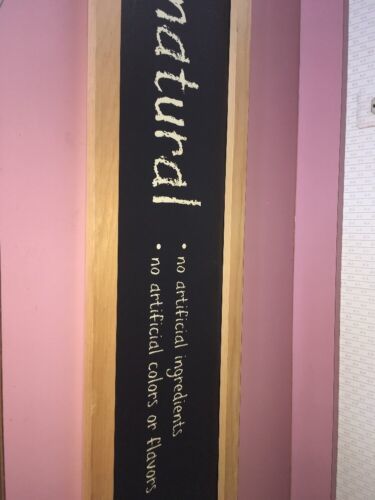 natural
• no artificial ingredients
• no artificial colors or flavors